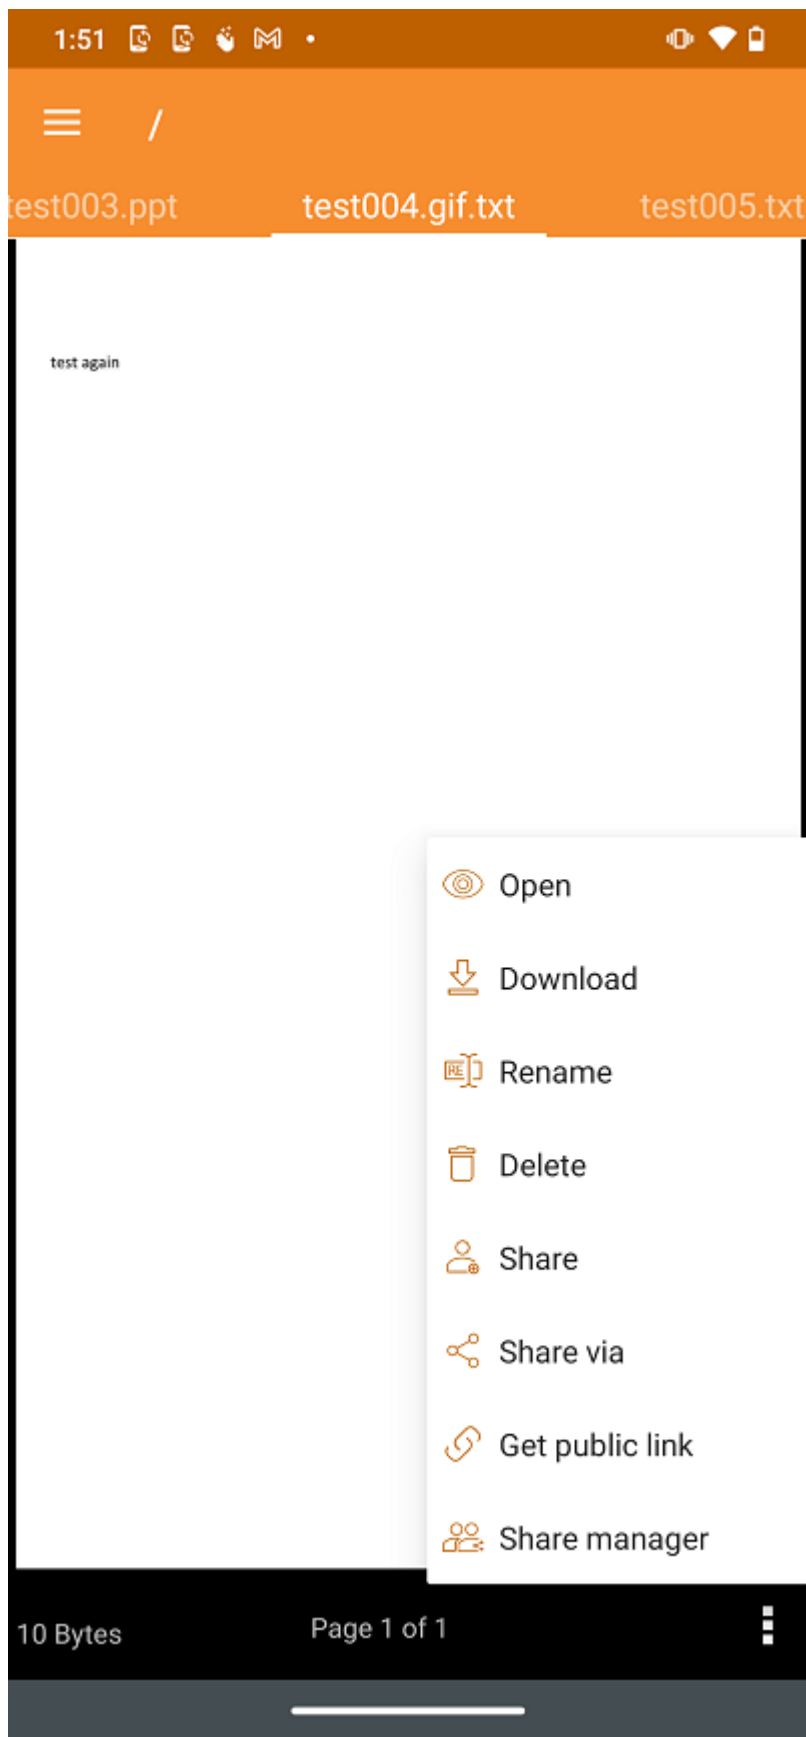 1:51
/
test003.ppt test004.gif.txt test005.txt
test again
Open
Download
RE Rename
Delete
Share
Share via
Get public link
Share manager
10 Bytes Page 1 of 1